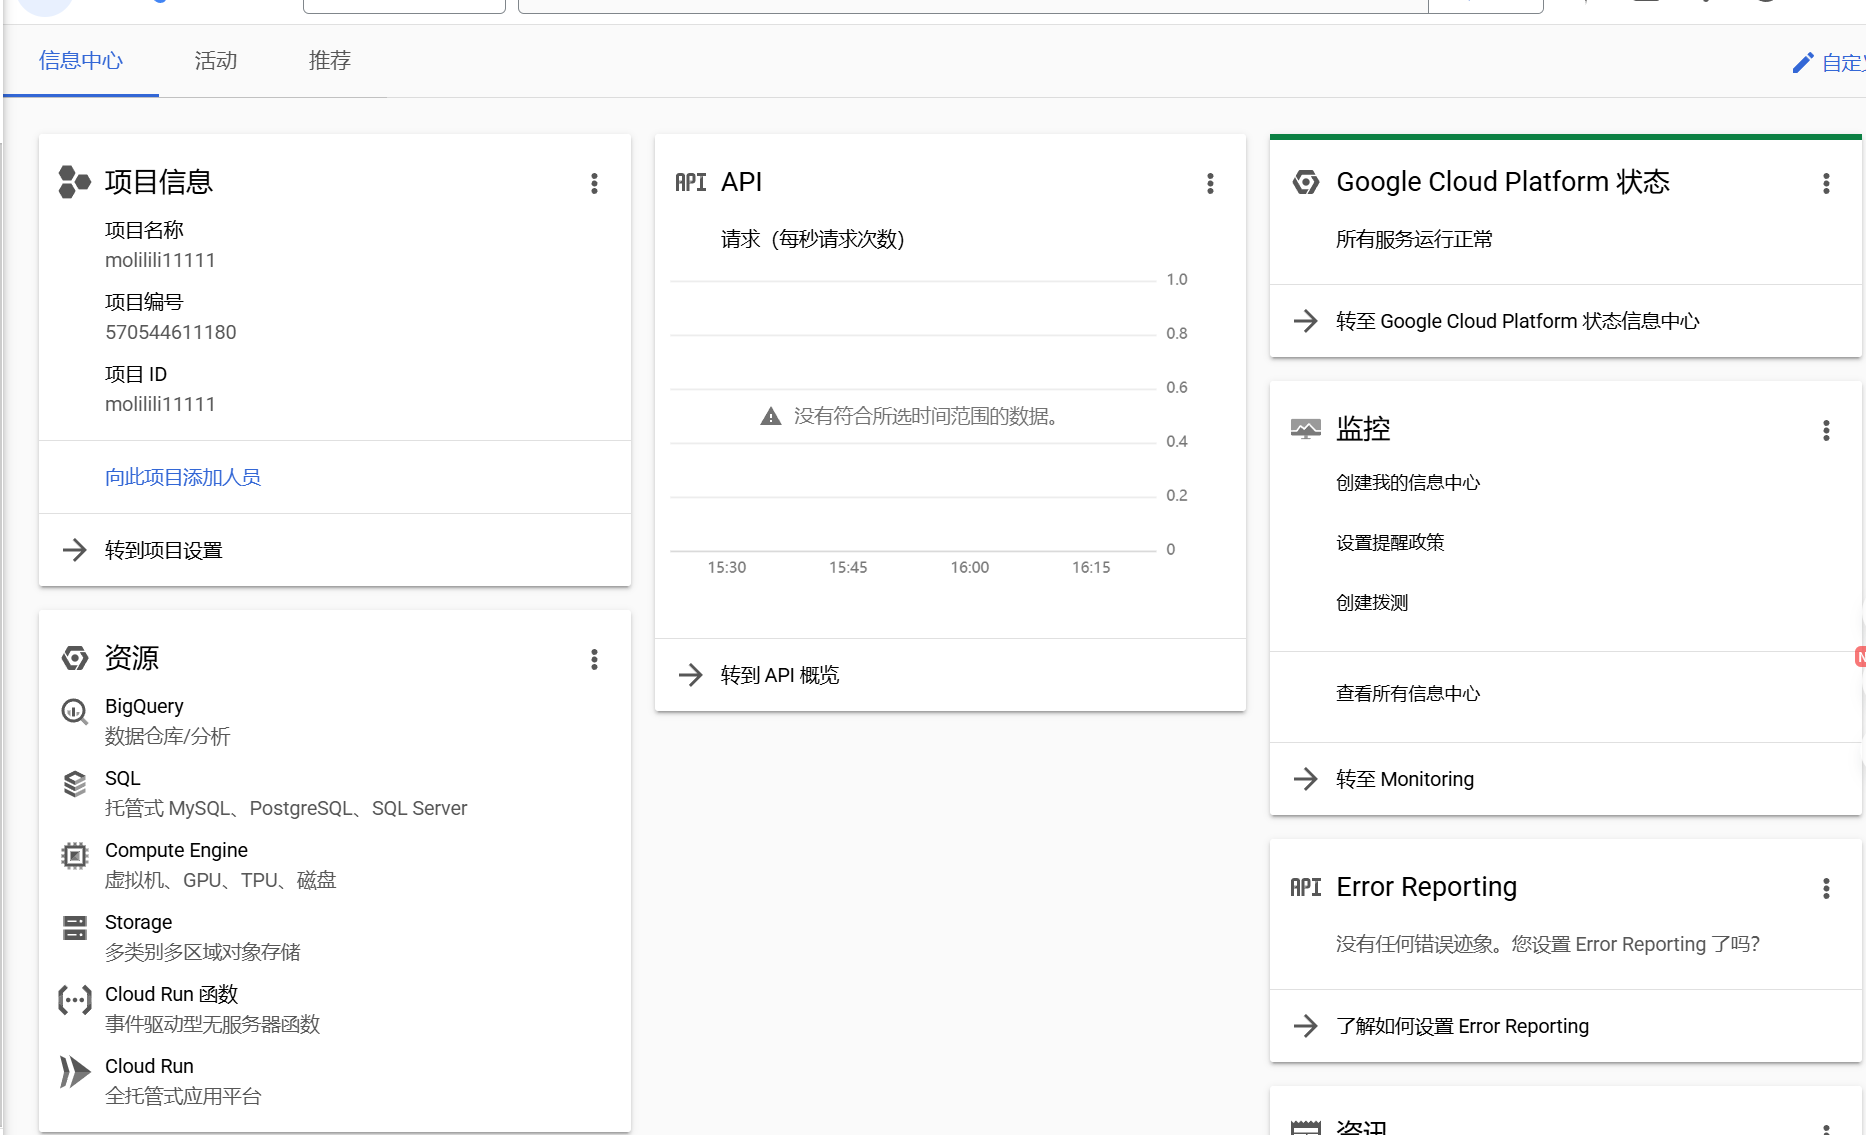 信息中心
活动
推荐
自定
项目信息
项目名称
molilili11111
项目编号
570544611180
项目 ID
molilili11111
向此项目添加人员
转到项目设置
资源
BigQuery
数据仓库/分析
SQL
托管式 MySQL、PostgreSQL、SQL Server
Compute Engine
虚拟机、GPU、TPU、磁盘
Storage
多类别多区域对象存储
Cloud Run 函数
事件驱动型无服务器函数
Cloud Run
全托管式应用平台
API API
请求（每秒请求次数）
1.0
0.8
0.6
没有符合所选时间范围的数据。
0.4
0.2
0
15:30 15:45 16:00 16:15
转到 API 概览
Google Cloud Platform 状态
所有服务运行正常
转至 Google Cloud Platform 状态信息中心
监控
创建我的信息中心
设置提醒政策
创建拨测
查看所有信息中心
转至 Monitoring
API Error Reporting
没有任何错误迹象。您设置 Error Reporting 了吗？
了解如何设置 Error Reporting
资讯